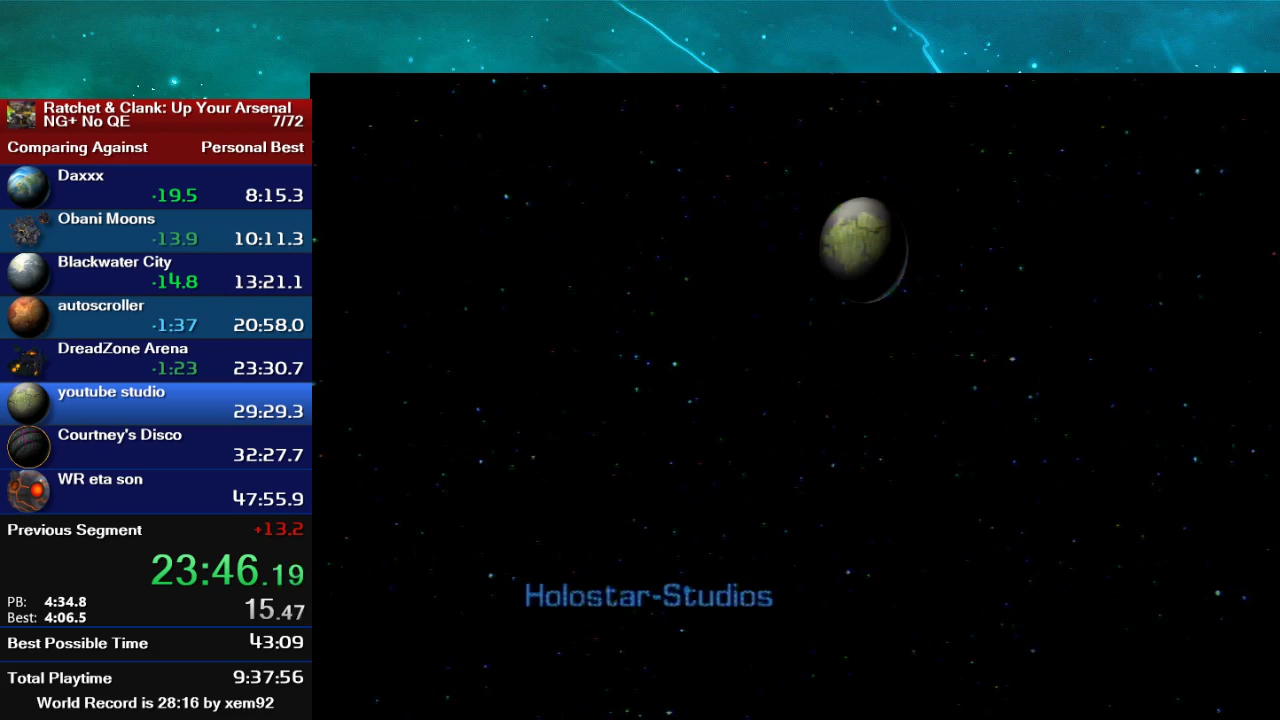 Ratchet & Clank: Up Your Arsenal
NG+ No QE 7/72
Comparing Against Personal Best
Daxxx
-19.5 8:15.3
Obani Moons
-13.9 10:11.3
Blackwater City
-14.8 13:21.1
autoscroller
-1:37 20:58.0
DreadZone Arena
-1:23 23:30.7
youtube studio
29:29.3
Courtney's Disco
32:27.7
WR eta son
47:55.9
Previous Segment +13.2
23:46.19
PB: 4:34.8
Best: 4:06.5
15.47
Best Possible Time 43:09
Total Playtime 9:37:56
World Record is 28:16 by xem92
Holostar-Studios